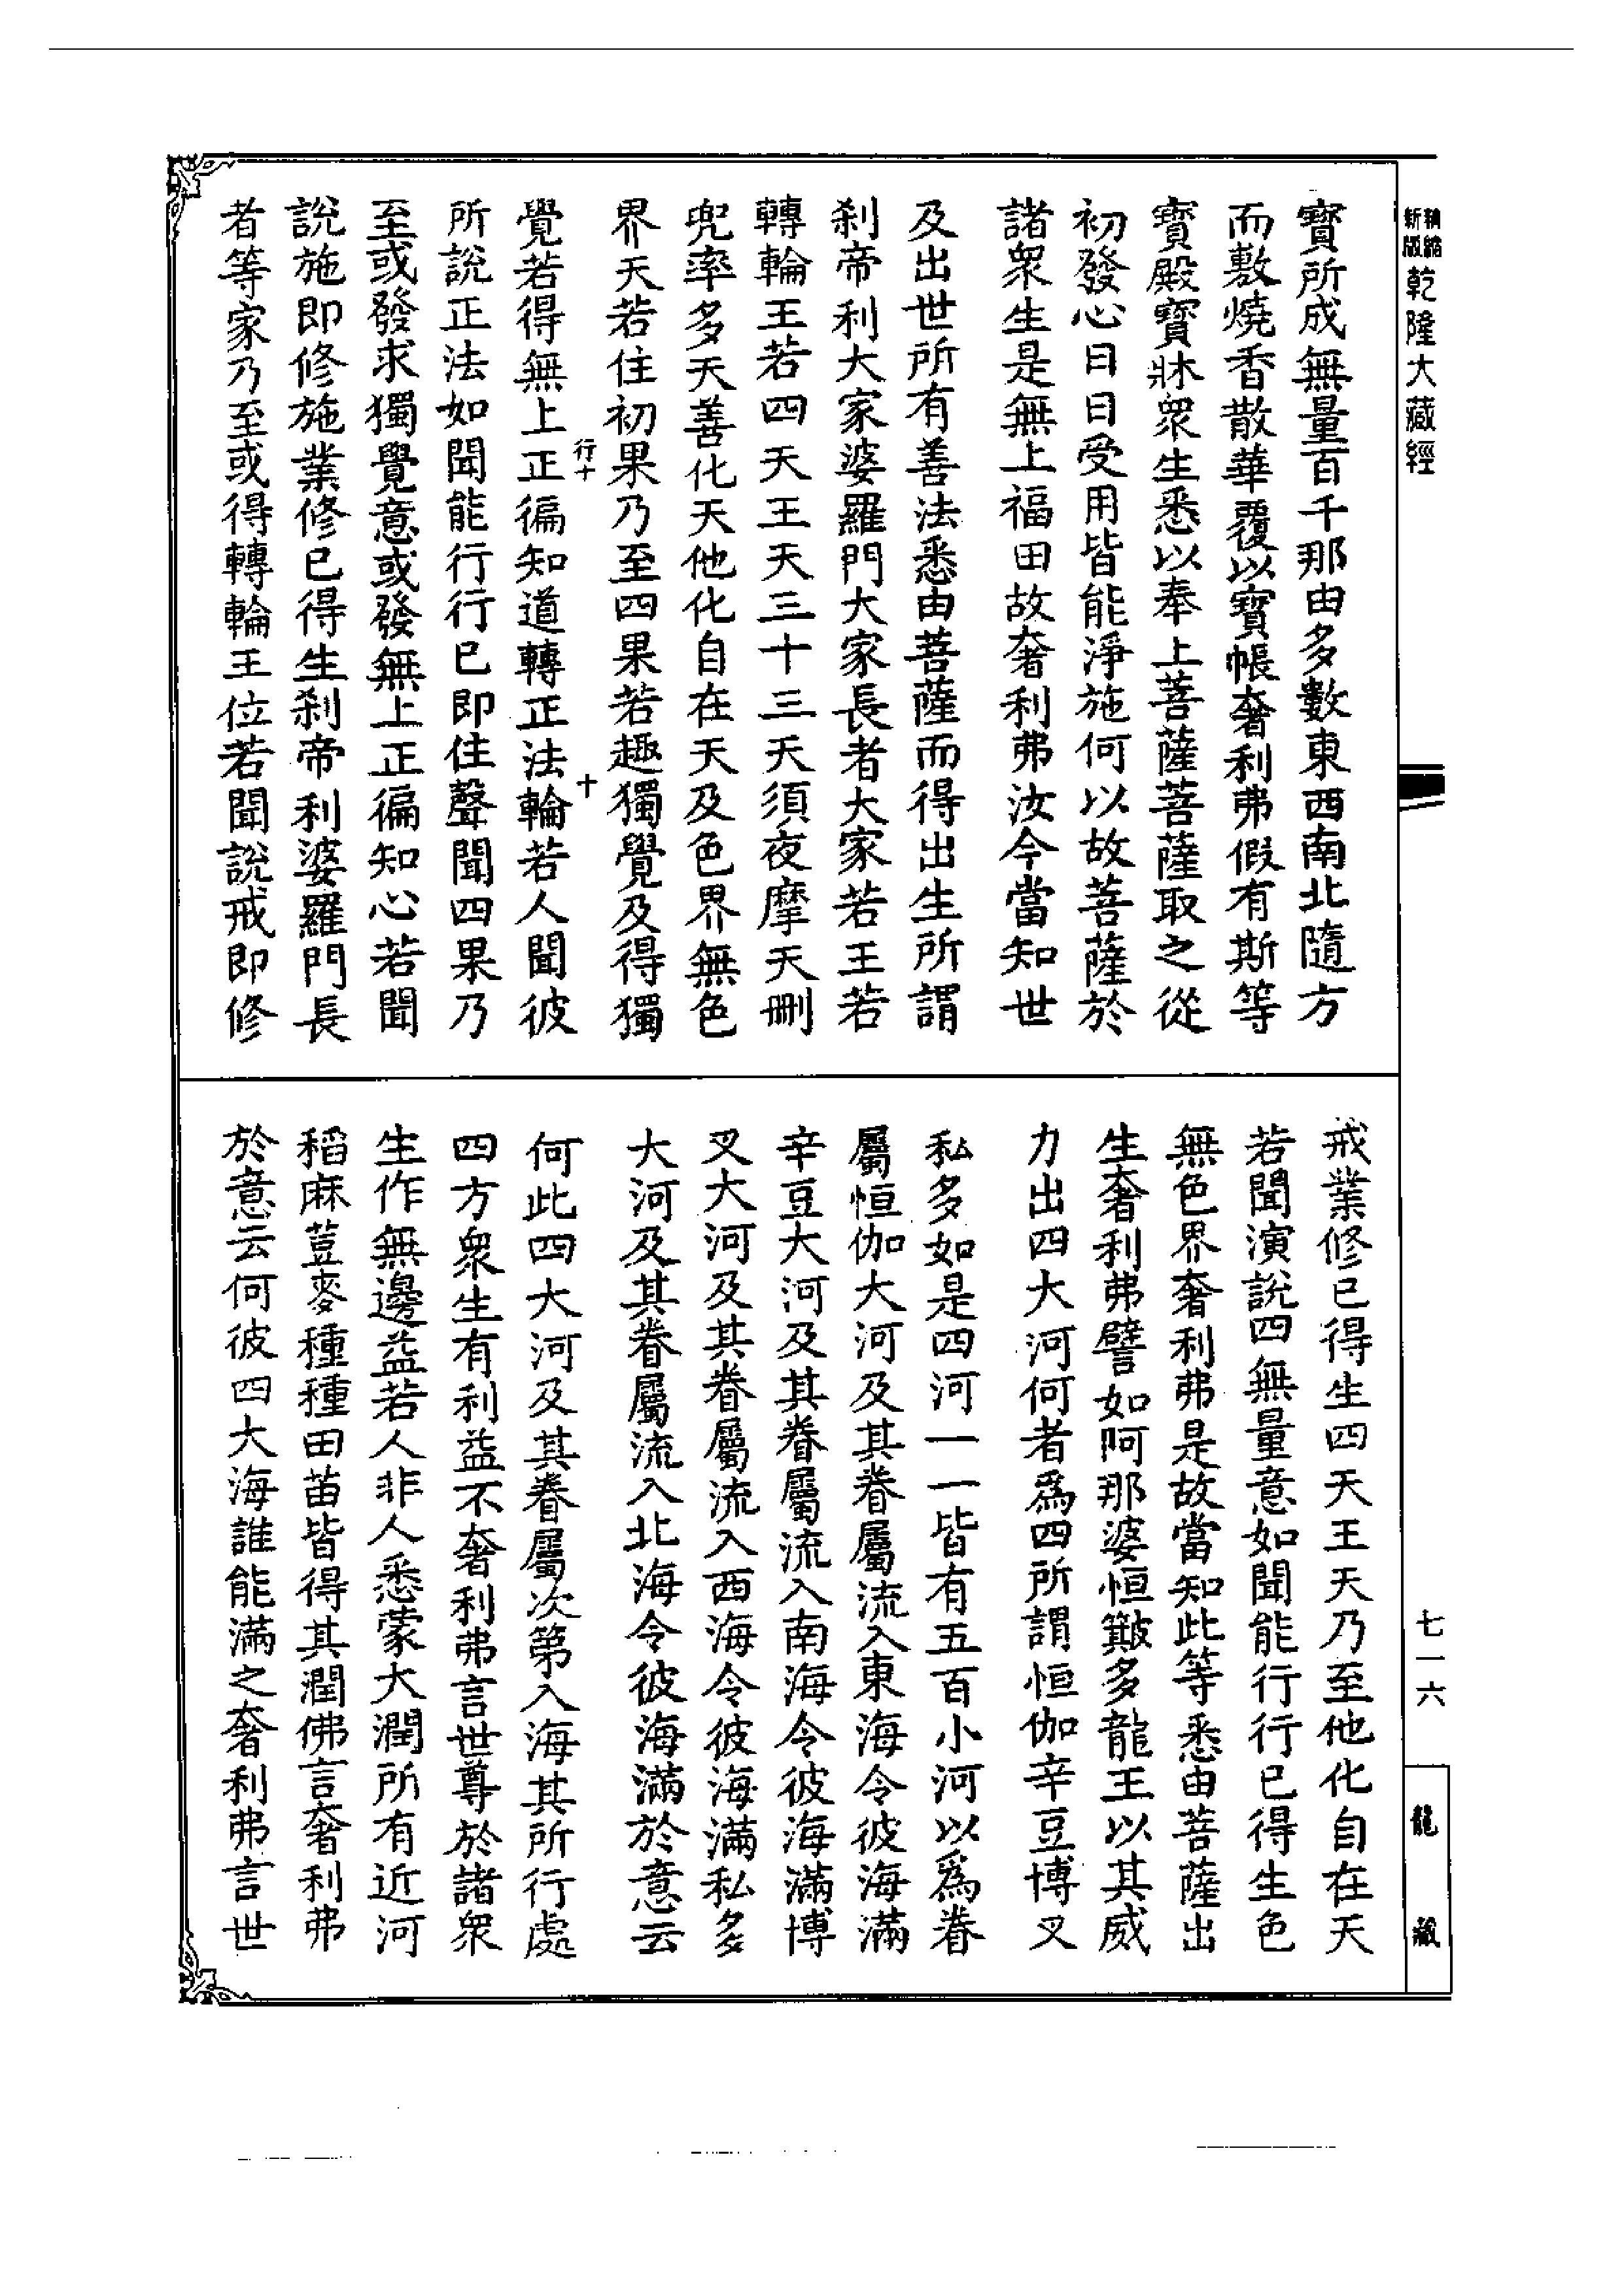 精縮新版乾隆大藏經
寶所成無量百千那由多數東西南北隨方
而敷燒香散華覆以寶帳奢利弗假有斯等
寶殿寶牀衆生悉以奉上菩薩菩薩取之從
初發心日日受用皆能淨施何以故菩薩於
諸衆生是無上福田故奢利弗汝今當知世
及出世所有善法悉由菩薩而得出生所謂
刹帝利大家婆羅門大家長者大家若王若
轉輪王若四天王天三十三天須夜摩天刪
兜率多天善化天他化自在天及色界無色
界天若住初果乃至四果若趣獨覺及得獨
行十
十
覺若得無上正徧知道轉正法輪若人聞彼
所說正法如聞能行行已即住聲聞四果乃
至或發求獨覺意或發無上正徧知心若聞
說施即修施業修已得生刹帝利婆羅門長
者等家乃至或得轉輪王位若聞說戒即修
戒業修已得生四天王天乃至他化自在天
若聞演說四無量意如聞能行行已得生色
無色界奢利弗是故當知此等悉由菩薩出
生奢利弗譬如阿那婆恒䶥多龍王以其威
力出四大河何者爲四所謂恒伽辛豆博叉
私多如是四河一一皆有五百小河以爲眷
屬恒伽大河及其眷屬流入東海令彼海滿
辛豆大河及其眷屬流入南海令彼海滿博
叉大河及其眷屬流入西海令彼海滿私多
大河及其眷屬流入北海令彼海滿於意云
何此四大河及其眷屬次第入海其所行處
四方衆生有利益不奢利弗言世尊於諸衆
生作無邊益若人非人悉蒙大潤所有近河
稻麻荳麥種種田苗皆得其潤佛言奢利弗
於意云何彼四大海誰能滿之奢利弗言世
七一六
龍藏